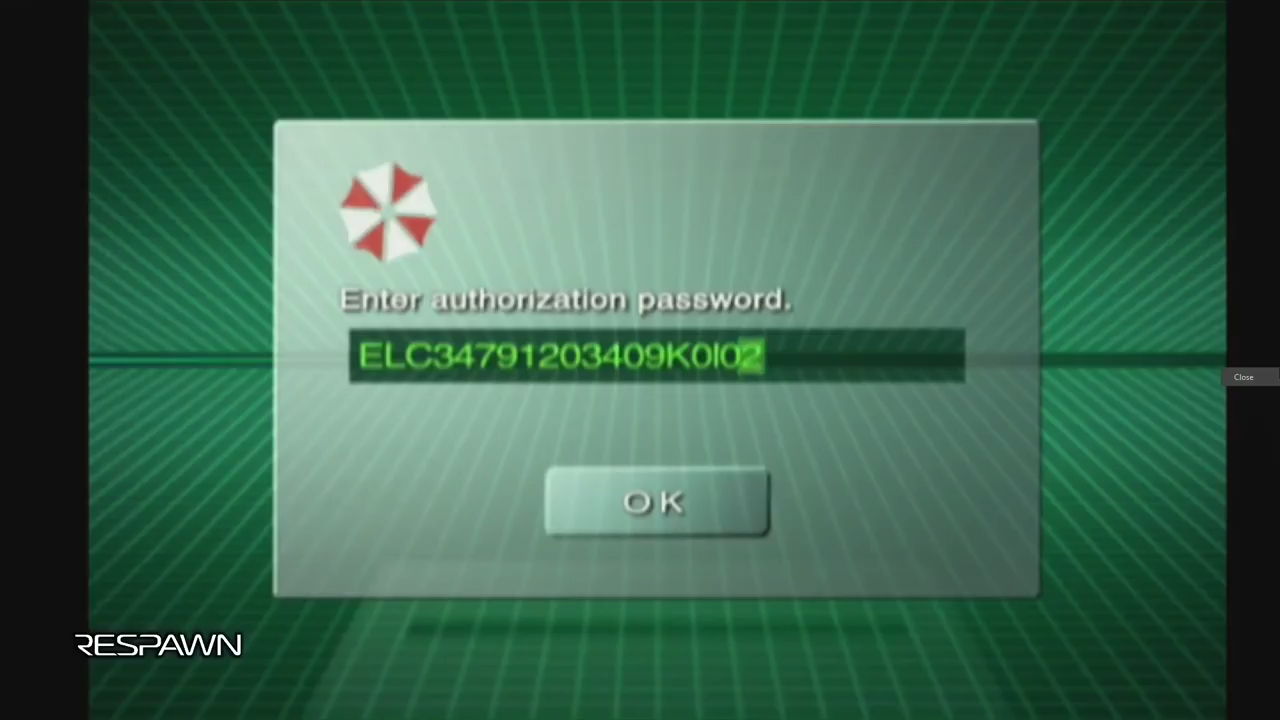 Enter authorization password.
ELC34791203409K0I02
OK
Close
RESPAWN